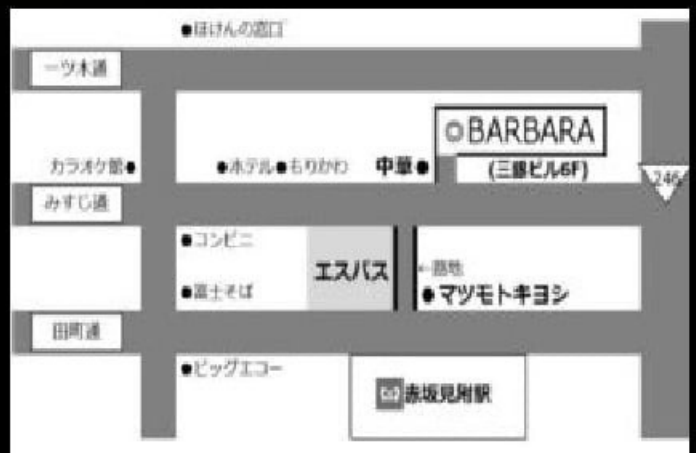 ●ほけんの窓口
一ツ木通
◎BARBARA
カラオケ館●
●ホテル●もりかわ
中華●
(三銀ビル6F)
246
みすじ通
●コンビニ
エスパス
←路地
●富士そば
●マツモトキヨシ
田町通
●ビッグエコー
赤坂見附駅